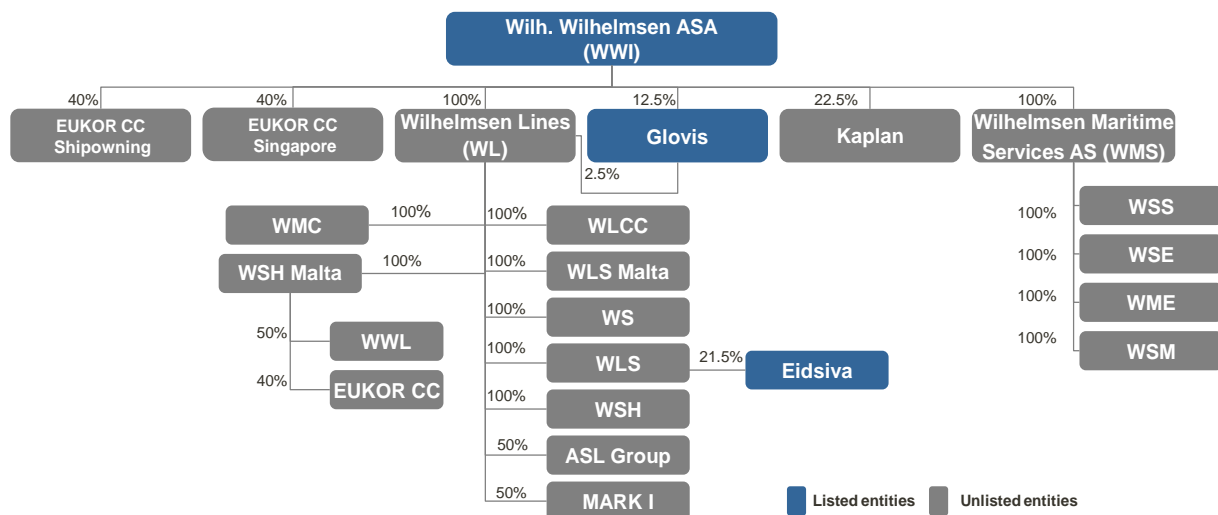 Wilh. Wilhelmsen ASA
(WWI)
40%
40%
100%
12.5%
22.5%
100%
EUKOR CC
Shipowning
EUKOR CC
Singapore
Wilhelmsen Lines
(WL)
Glovis
Kaplan
Wilhelmsen Maritime
Services AS (WMS)
2.5%
WMC
100%
100%
WLCC
100%
WSS
WSH Malta
100%
100%
WLS Malta
100%
WSE
100%
WS
100%
WME
50%
WWL
100%
WLS
21.5%
Eidsiva
100%
WSM
40%
EUKOR CC
100%
WSH
50%
ASL Group
50%
MARK I
Listed entities
Unlisted entities